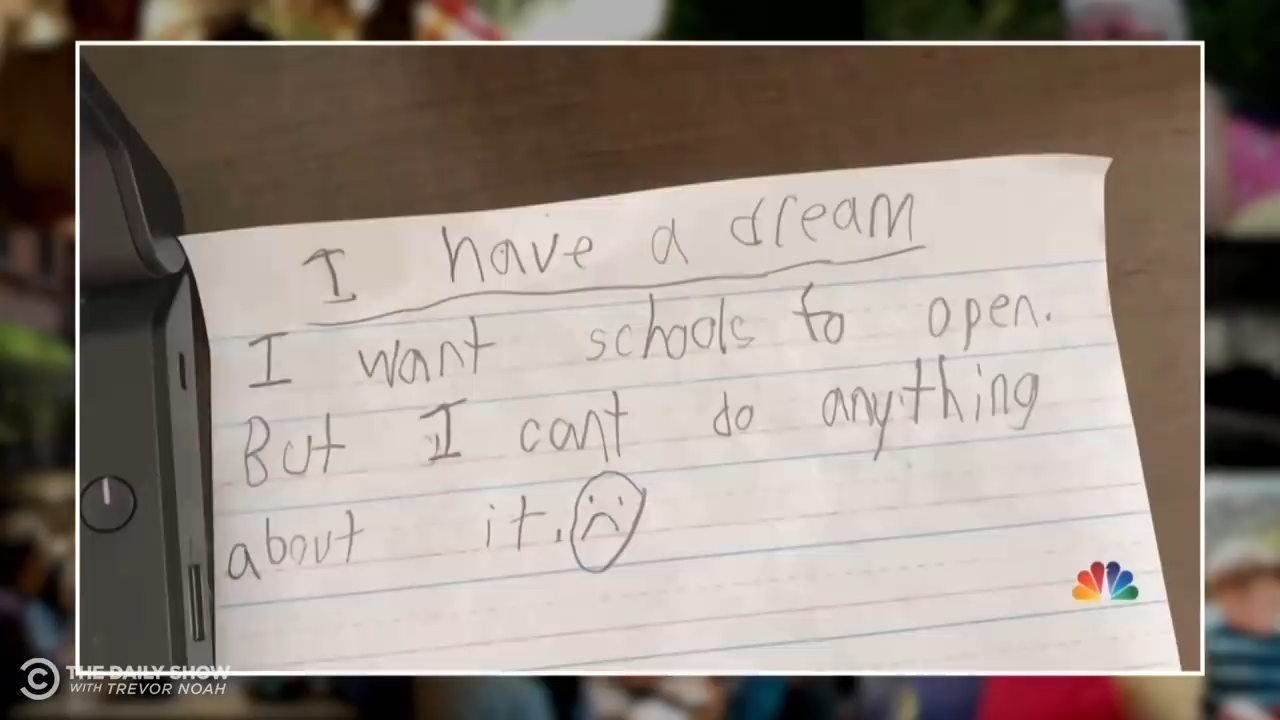 I have a dream
I want schools to open.
But I cant do anything
about it.
THE DAILY SHOW
WITH TREVOR NOAH